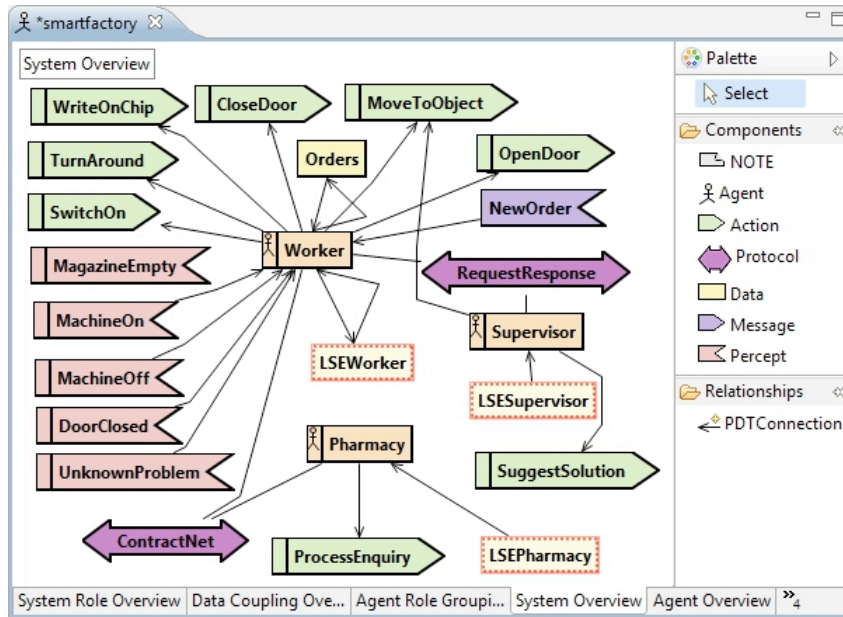 *smartfactory
System Overview
Palette
Select
Components
NOTE
Agent
Action
Protocol
Data
Message
Percept
Relationships
PDTConnection
WriteOnChip
CloseDoor
MoveToObject
TurnAround
Orders
OpenDoor
SwitchOn
NewOrder
Worker
MagazineEmpty
RequestResponse
MachineOn
Supervisor
LSEWorker
MachineOff
LSESupervisor
DoorClosed
Pharmacy
UnknownProblem
SuggestSolution
ContractNet
ProcessEnquiry
LSEPharmacy
System Role Overview
Data Coupling Ove...
Agent Role Groupi...
System Overview
Agent Overview
»4